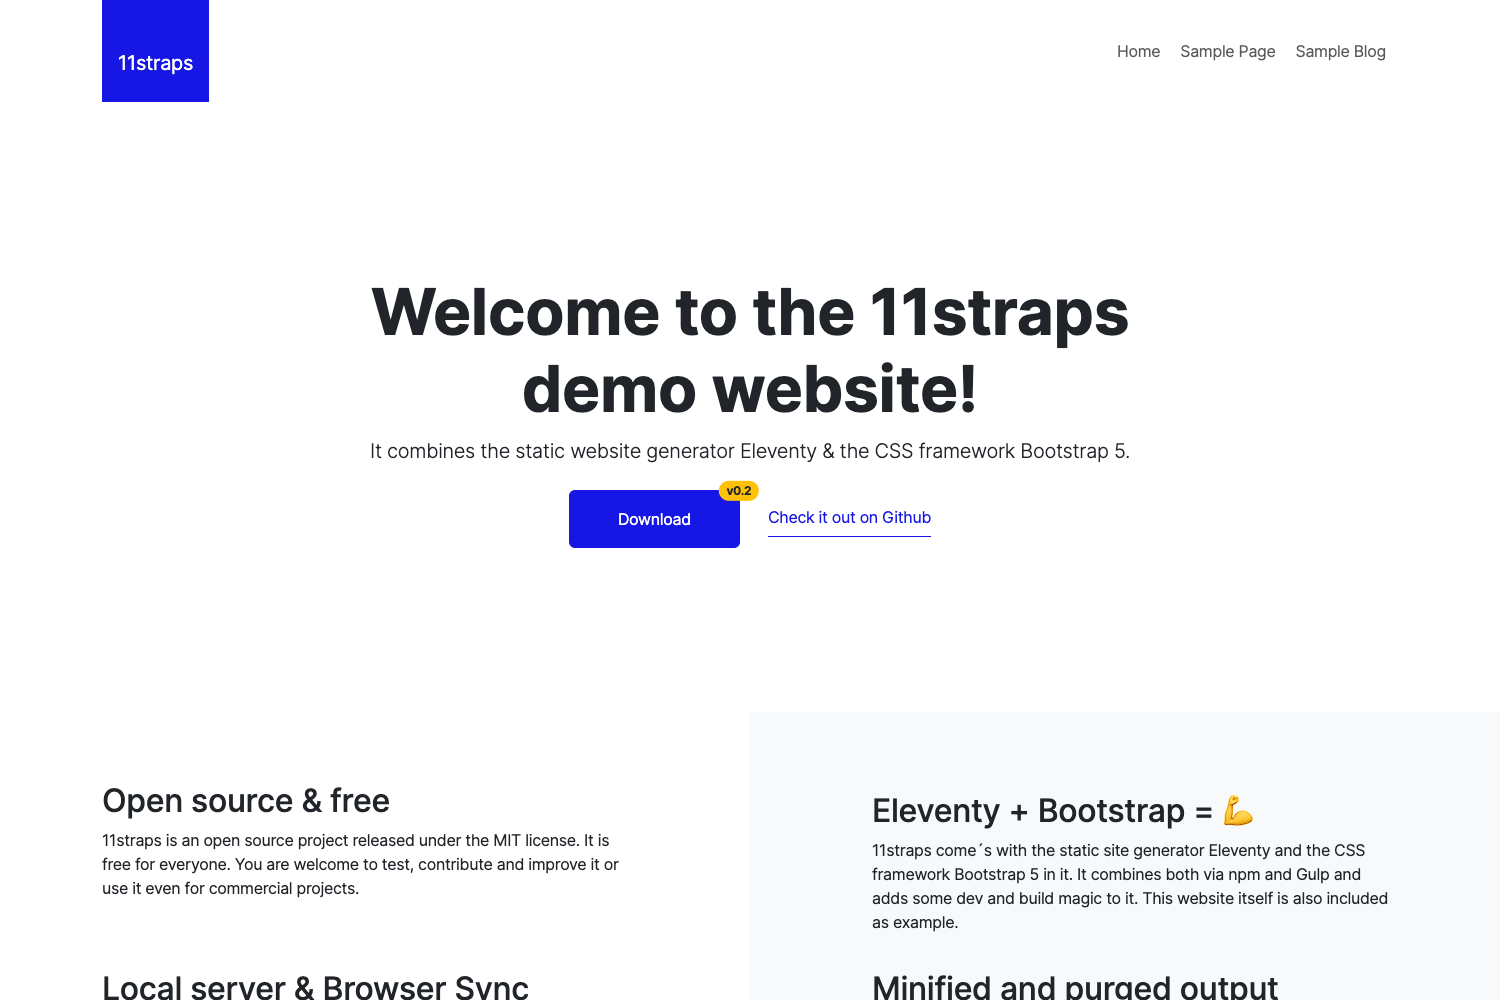 11straps
Home Sample Page Sample Blog
Welcome to the 11straps
demo website!
It combines the static website generator Eleventy & the CSS framework Bootstrap 5.
Download
v0.2
Check it out on Github
Open source & free
11straps is an open source project released under the MIT license. It is
free for everyone. You are welcome to test, contribute and improve it or
use it even for commercial projects.
Eleventy + Bootstrap = 💪
11straps come´s with the static site generator Eleventy and the CSS
framework Bootstrap 5 in it. It combines both via npm and Gulp and
adds some dev and build magic to it. This website itself is also included
as example.
Local server & Browser Sync
Minified and purged output